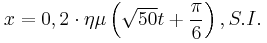 x = 0, 2 · ημ (√50t + π/6), S.I.